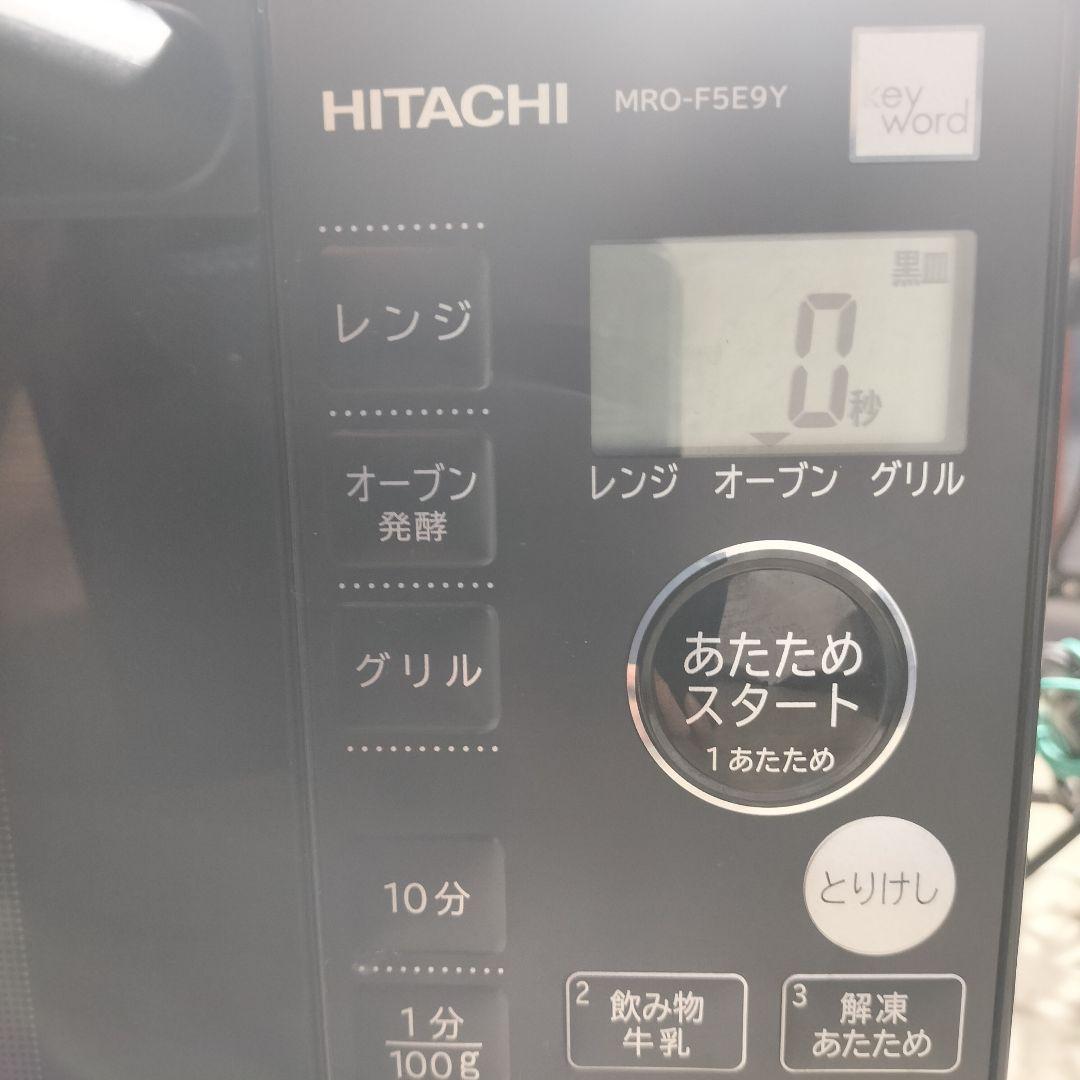 HITACHI MRO-F5E9Y
key
word
黒皿
0秒
レンジ オーブン グリル
レンジ
オーブン
発酵
グリル
あたため
スタート
1あたため
とりけし
10分
1分
100g
2 飲み物
牛乳
3 解凍
あたため